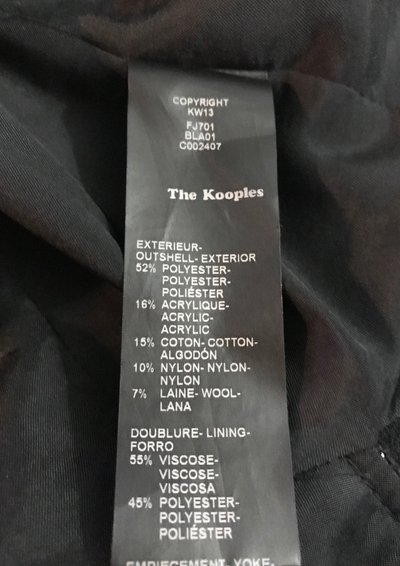 COPYRIGHT
KW13
FJ701
BLA01
C002407
The Kooples
EXTERIEUR-
OUTSHELL-EXTERIOR
52% POLYESTER-
POLYESTER-
POLIÉSTER
16% ACRYLIQUE-
ACRYLIC-
ACRYLIC
15% COTON-COTTON-
ALGODÓN
10% NYLON-NYLON-
NYLON
7% LAINE-WOOL-
LANA
DOUBLURE-LINING-
FORRO
55% VISCOSE-
VISCOSE-
VISCOSA
45% POLYESTER-
POLYESTER-
POLIÉSTER
EMPIECEMENT-YOKE-